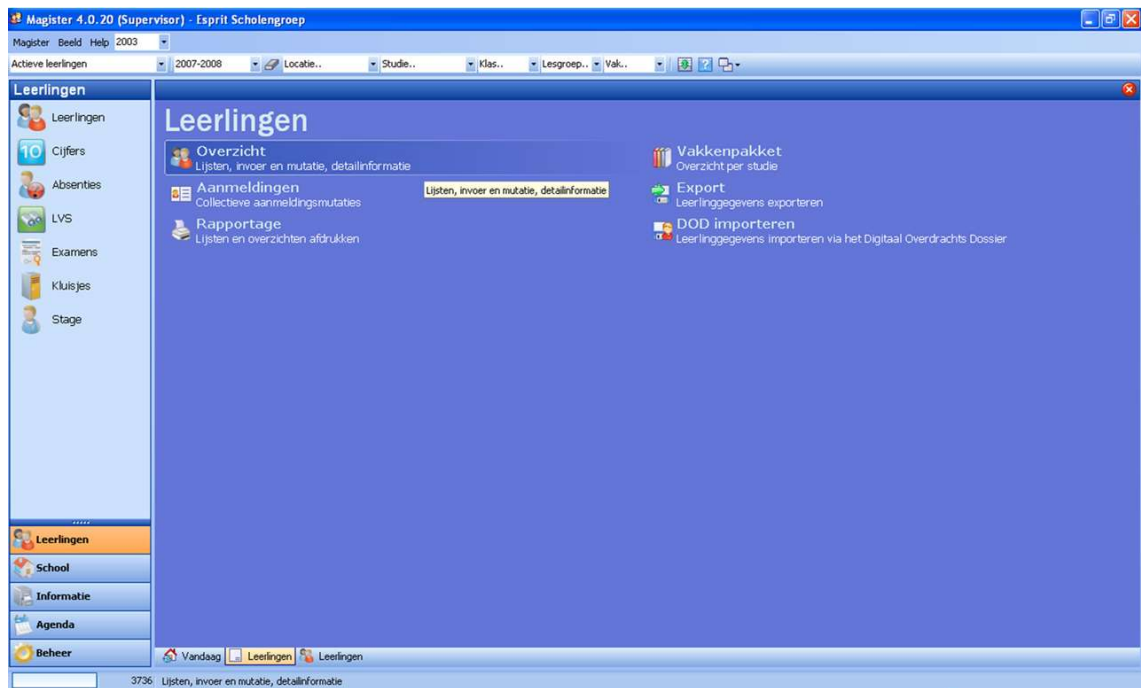 Magister 4.0.20 (Supervisor) - Esprit Scholengroep
Magister Beeld Help 2003
Actieve leerlingen 2007-2008 Locatie.. Studie.. Klas.. Lesgroep.. Vak..
Leerlingen
Leerlingen
10 Cijfers
Absenties
LVS
Examens
Kluisjes
Stage
Leerlingen
School
Informatie
Agenda
Beheer
Leerlingen
Overzicht
Lijsten, invoer en mutatie, detailinformatie
Aanmeldingen
Collectieve aanmeldingsmutaties
Rapportage
Lijsten en overzichten afdrukken
Lijsten, invoer en mutatie, detailinformatie
Vakkenpakket
Overzicht per studie
Export
Leerlinggegevens exporteren
DOD importeren
Leerlinggegevens importeren via het Digitaal Overdrachts Dossier
Vandaag Leerlingen Leerlingen
3736 Lijsten, invoer en mutatie, detailinformatie